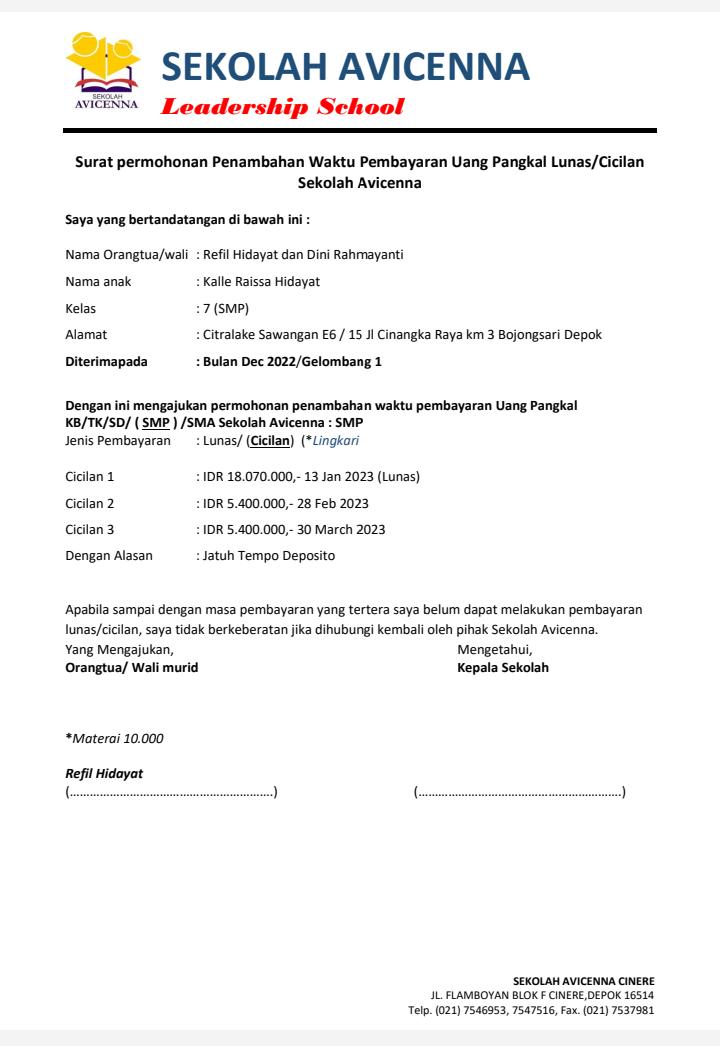 SEKOLAH
AVICENNA
SEKOLAH AVICENNA
Leadership School
Surat permohonan Penambahan Waktu Pembayaran Uang Pangkal Lunas/Cicilan
Sekolah Avicenna
Saya yang bertandatangan di bawah ini :
Nama Orangtua/wali : Refil Hidayat dan Dini Rahmayanti
Nama anak : Kalle Raissa Hidayat
Kelas : 7 (SMP)
Alamat : Citralake Sawangan E6 / 15 Jl Cinangka Raya km 3 Bojongsari Depok
Diterimapada : Bulan Dec 2022/Gelombang 1
Dengan ini mengajukan permohonan penambahan waktu pembayaran Uang Pangkal
KB/TK/SD/ ( SMP ) /SMA Sekolah Avicenna : SMP
Jenis Pembayaran : Lunas/ (Cicilan) (*Lingkari
Cicilan 1 : IDR 18.070.000,- 13 Jan 2023 (Lunas)
Cicilan 2 : IDR 5.400.000,- 28 Feb 2023
Cicilan 3 : IDR 5.400.000,- 30 March 2023
Dengan Alasan : Jatuh Tempo Deposito
Apabila sampai dengan masa pembayaran yang tertera saya belum dapat melakukan pembayaran
lunas/cicilan, saya tidak berkeberatan jika dihubungi kembali oleh pihak Sekolah Avicenna.
Yang Mengajukan, Mengetahui,
Orangtua/ Wali murid Kepala Sekolah
*Materai 10.000
Refil Hidayat
(……………………………………………….) (……………………………………………….)
SEKOLAH AVICENNA CINERE
JL. FLAMBOYAN BLOK F CINERE,DEPOK 16514
Telp. (021) 7546953, 7547516, Fax. (021) 7537981